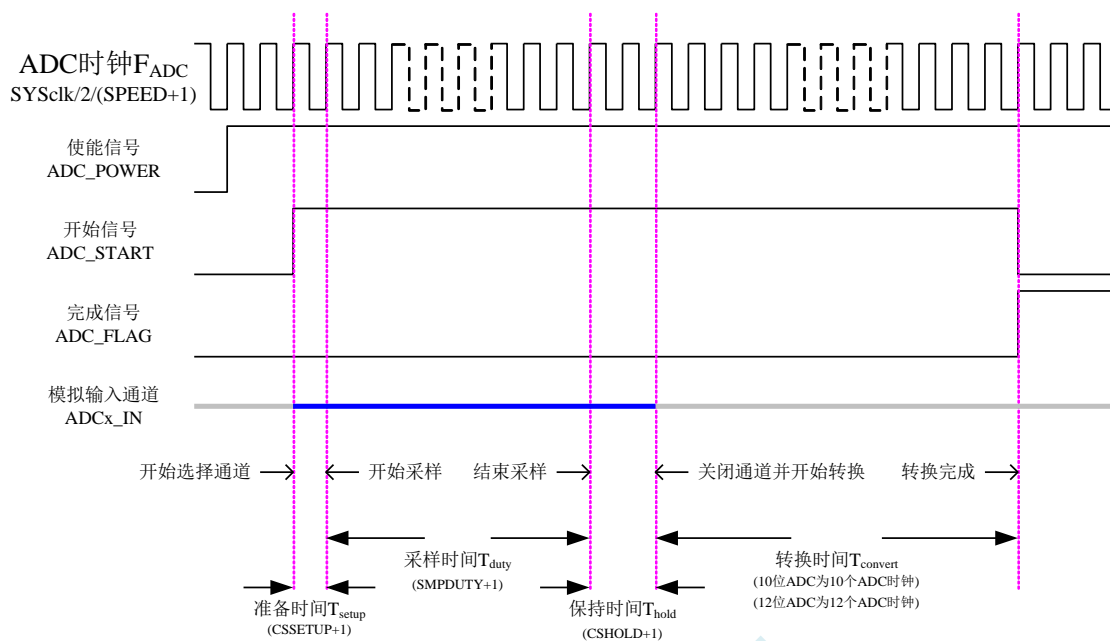 ADC时钟F_ADC
SYSclk/2/(SPEED+1)
使能信号
ADC_POWER
开始信号
ADC_START
完成信号
ADC_FLAG
模拟输入通道
ADCx_IN
开始选择通道 开始采样 结束采样 关闭通道并开始转换 转换完成
采样时间T_duty
(SMPDUTY+1)
转换时间T_convert
(10位ADC为10个ADC时钟)
(12位ADC为12个ADC时钟)
准备时间T_setup
(CSSETUP+1)
保持时间T_hold
(CSHOLD+1)